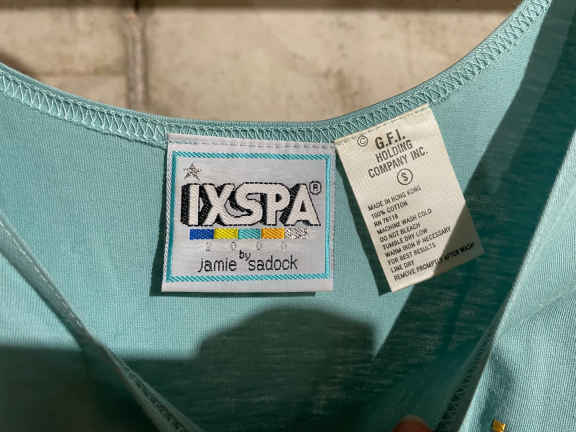 IXSPA®
2000
by
jamie sadock
© G.F.I.
HOLDING
COMPANY INC.
S
MADE IN HONG KONG
100% COTTON
RN 76118
MACHINE WASH COLD
DO NOT BLEACH
TUMBLE DRY LOW
WARM IRON IF NECESSARY
FOR BEST RESULTS
LINE DRY
REMOVE PROMPTLY AFTER WASH